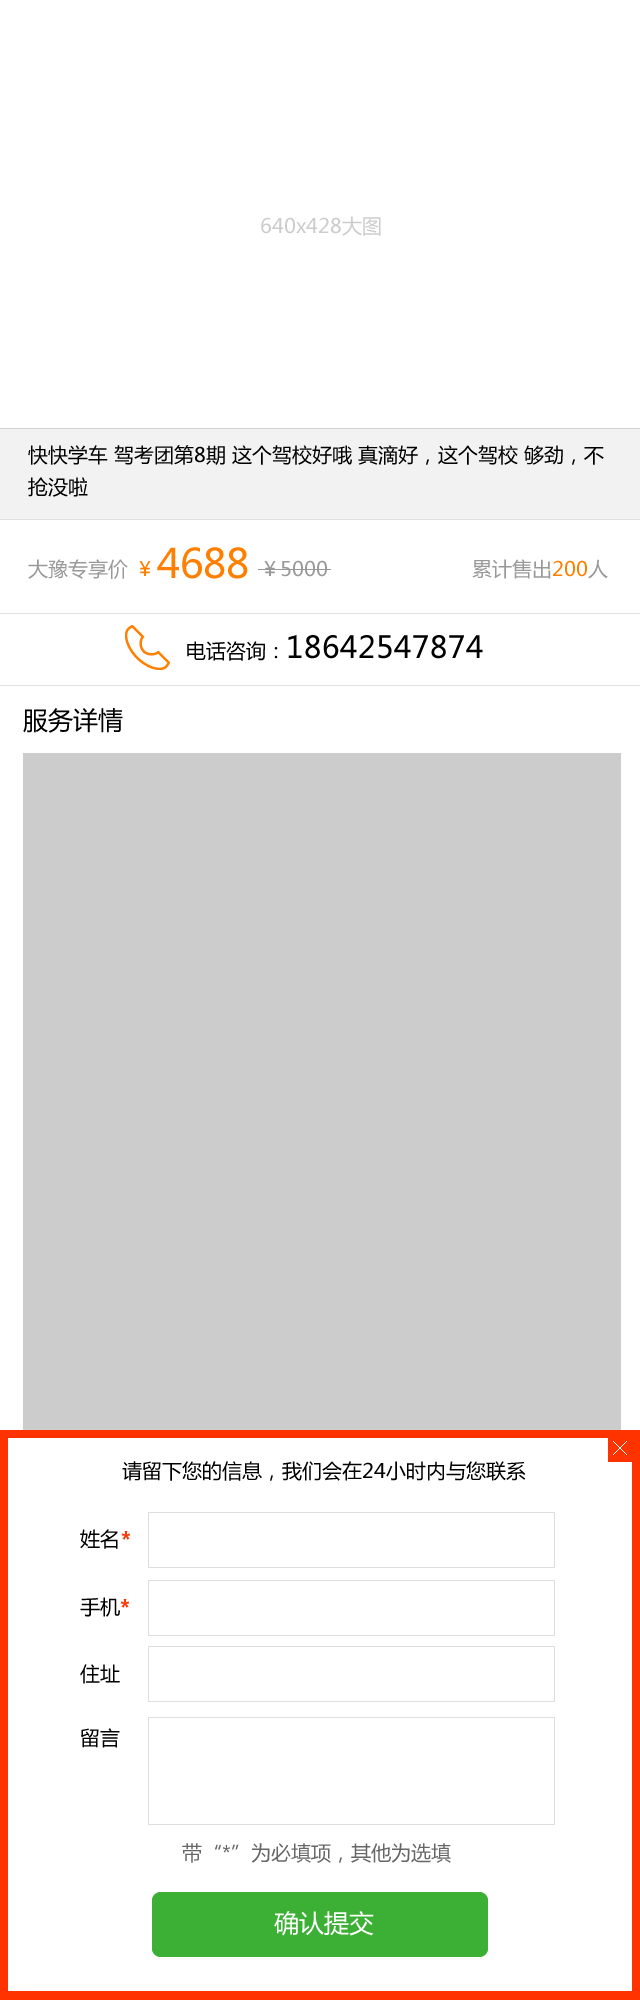 640x428大图
快快学车 驾考团第8期 这个驾校好哦 真滴好，这个驾校 够劲，不
抢没啦
大豫专享价 ¥4688 ¥5000 累计售出200人
电话咨询：18642547874
服务详情
请留下您的信息，我们会在24小时内与您联系
姓名*
手机*
住址
留言
带“*”为必填项，其他为选填
确认提交